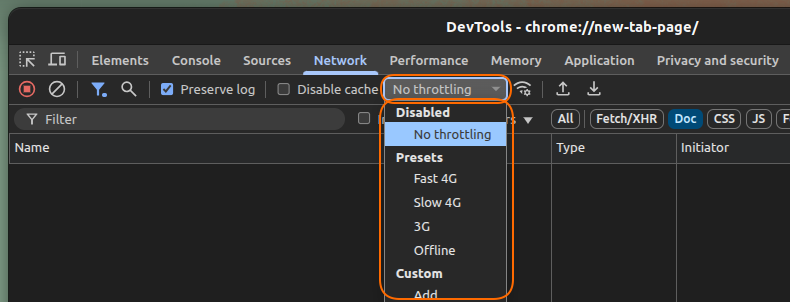 DevTools - chrome://new-tab-page/
Elements Console Sources Network Performance Memory Application Privacy and security
Preserve log Disable cache No throttling
Filter All Fetch/XHR Doc CSS JS
Disabled
No throttling
Name Type Initiator
Presets
Fast 4G
Slow 4G
3G
Offline
Custom
Add